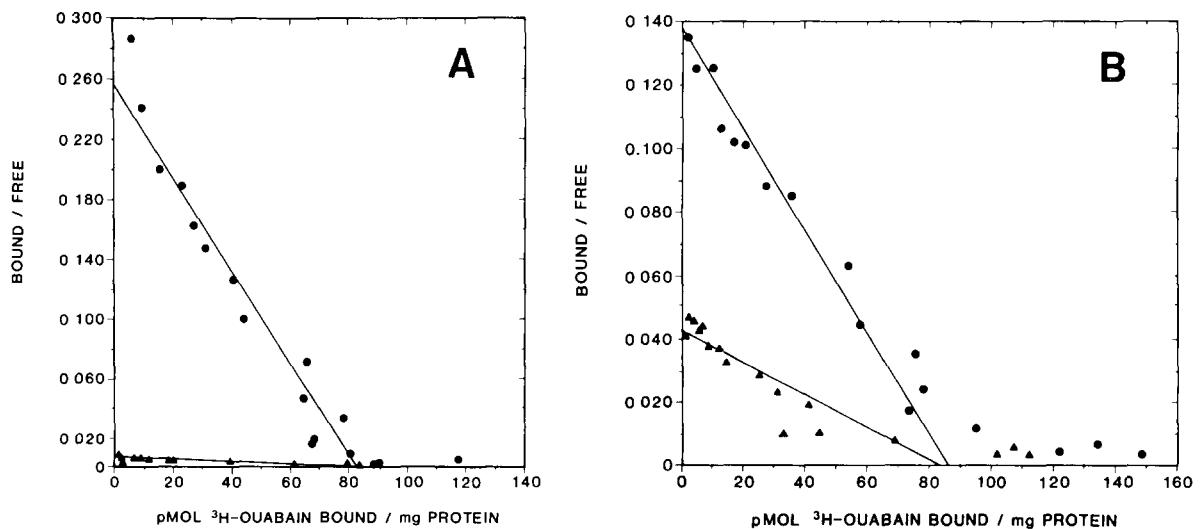 A
0 300
0 260
0 220
0 180
0 140
0 100
0 060
0 020
0
0 20 40 60 80 100 120 140
BOUND / FREE
pMOL ³H-OUABAIN BOUND / mg PROTEIN
B
0 140
0 120
0.100
0 080
0 060
0 040
0 020
0
0 20 40 60 80 100 120 140 160
BOUND / FREE
pMOL ³H-OUABAIN BOUND / mg PROTEIN